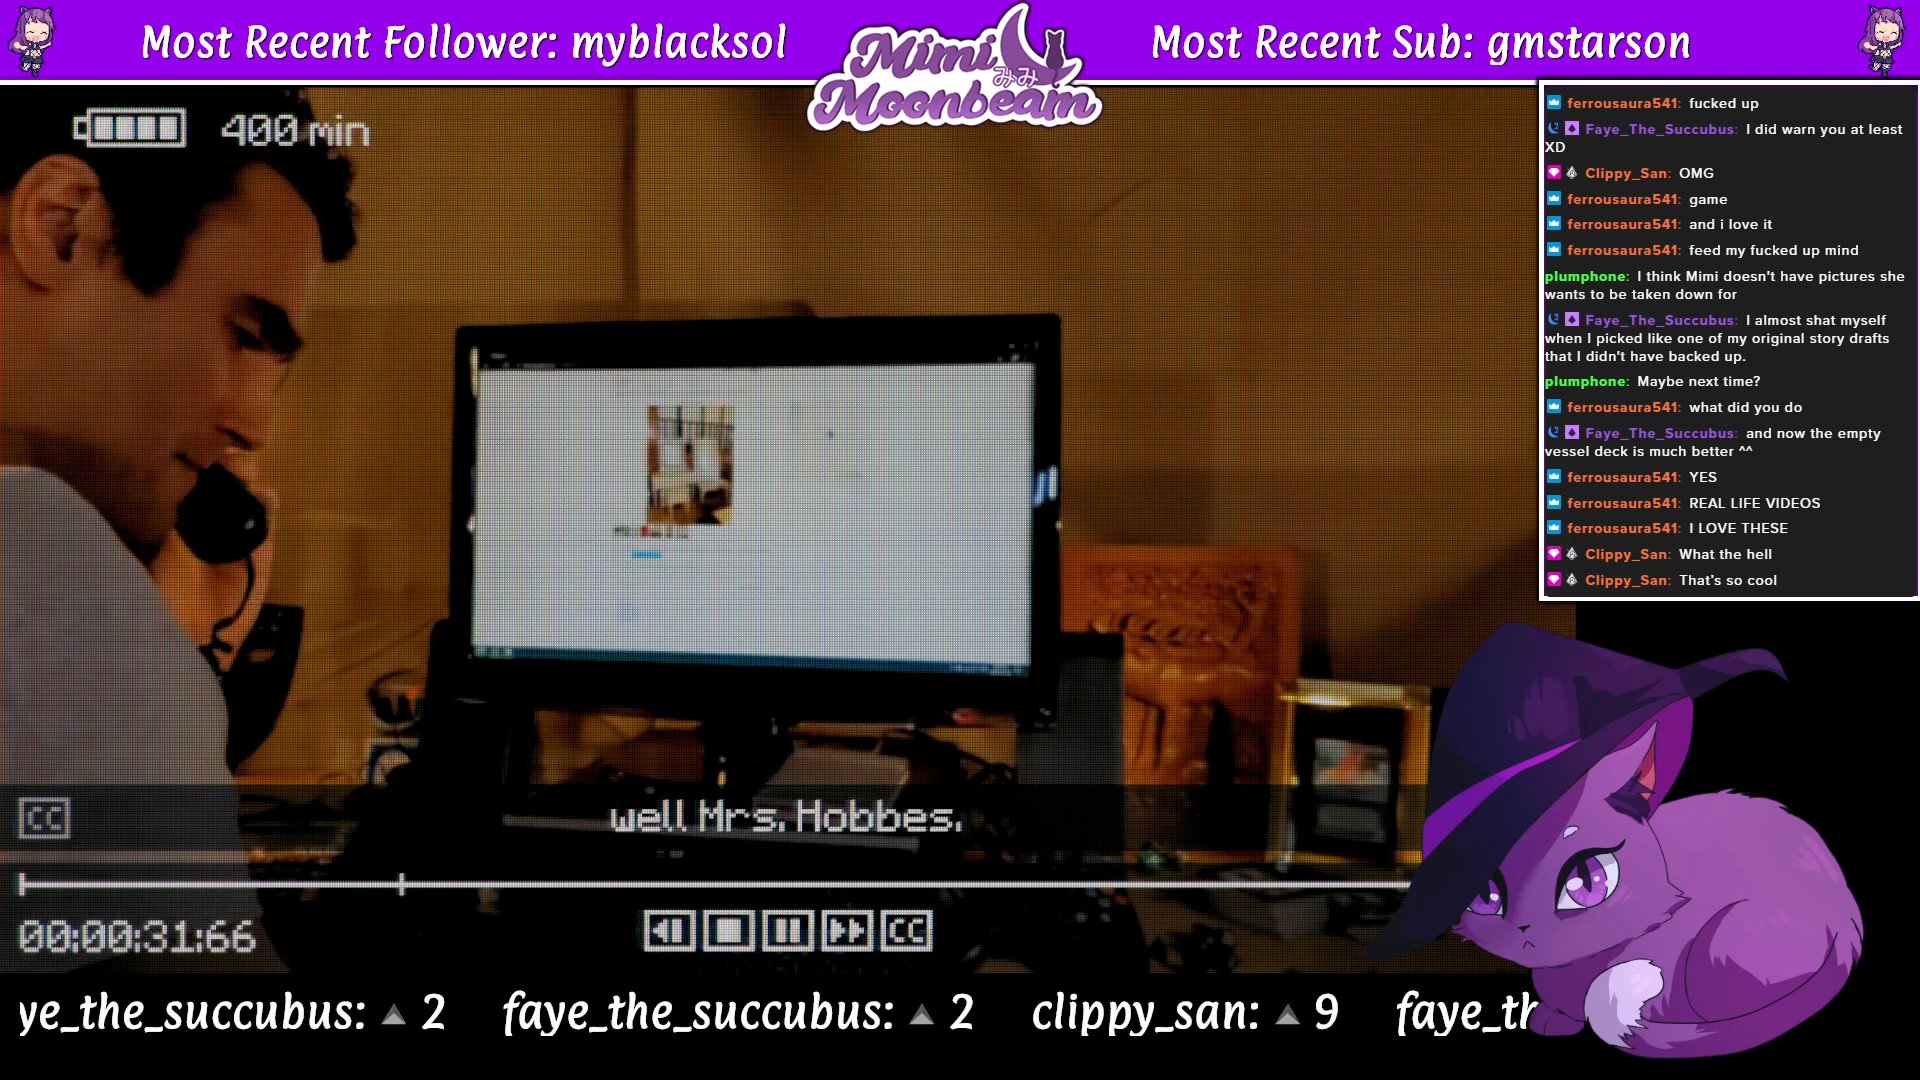 Most Recent Follower: myblacksol
Mimi
みみ
Moonbeam
Most Recent Sub: gmstarson
400 min
ferrousaura541: fucked up
Faye_The_Succubus: I did warn you at least
XD
Clippy_San: OMG
ferrousaura541: game
ferrousaura541: and i love it
ferrousaura541: feed my fucked up mind
plumphone: I think Mimi doesn't have pictures she
wants to be taken down for
Faye_The_Succubus: I almost shat myself
when I picked like one of my original story drafts
that I didn't have backed up.
plumphone: Maybe next time?
ferrousaura541: what did you do
Faye_The_Succubus: and now the empty
vessel deck is much better ^^
ferrousaura541: YES
ferrousaura541: REAL LIFE VIDEOS
ferrousaura541: I LOVE THESE
Clippy_San: What the hell
Clippy_San: That's so cool
CC
well Mrs. Hobbes.
00:00:31:66
CC
ye_the_succubus: 2 faye_the_succubus: 2 clippy_san: 9 faye_th